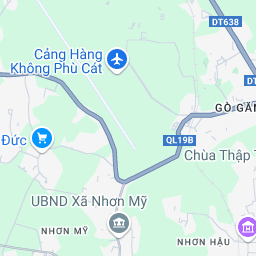 ĐT638
Cảng Hàng
Không Phù Cát
GÒ GĂN
QL19B
Đức
Chùa Thập T
UBND Xã Nhơn Mỹ
NHƠN MỸ
NHƠN HẬU